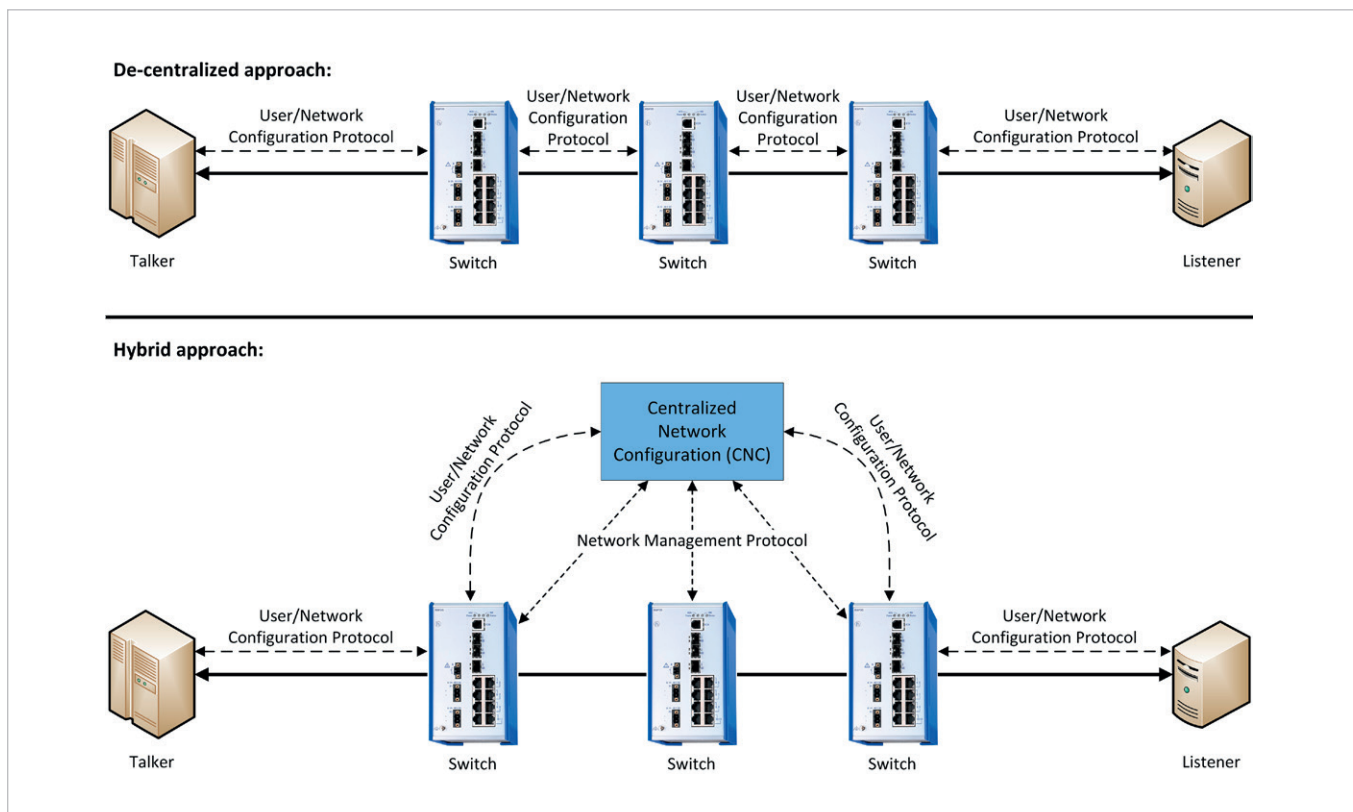 De-centralized approach:
User/Network
Configuration Protocol
User/Network
Configuration
Protocol
User/Network
Configuration
Protocol
User/Network
Configuration Protocol
Talker
Switch
Switch
Switch
Listener
Hybrid approach:
Centralized
Network
Configuration (CNC)
User/Network
Configuration Protocol
User/Network
Configuration Protocol
Network Management Protocol
User/Network
Configuration Protocol
User/Network
Configuration Protocol
Talker
Switch
Switch
Switch
Listener